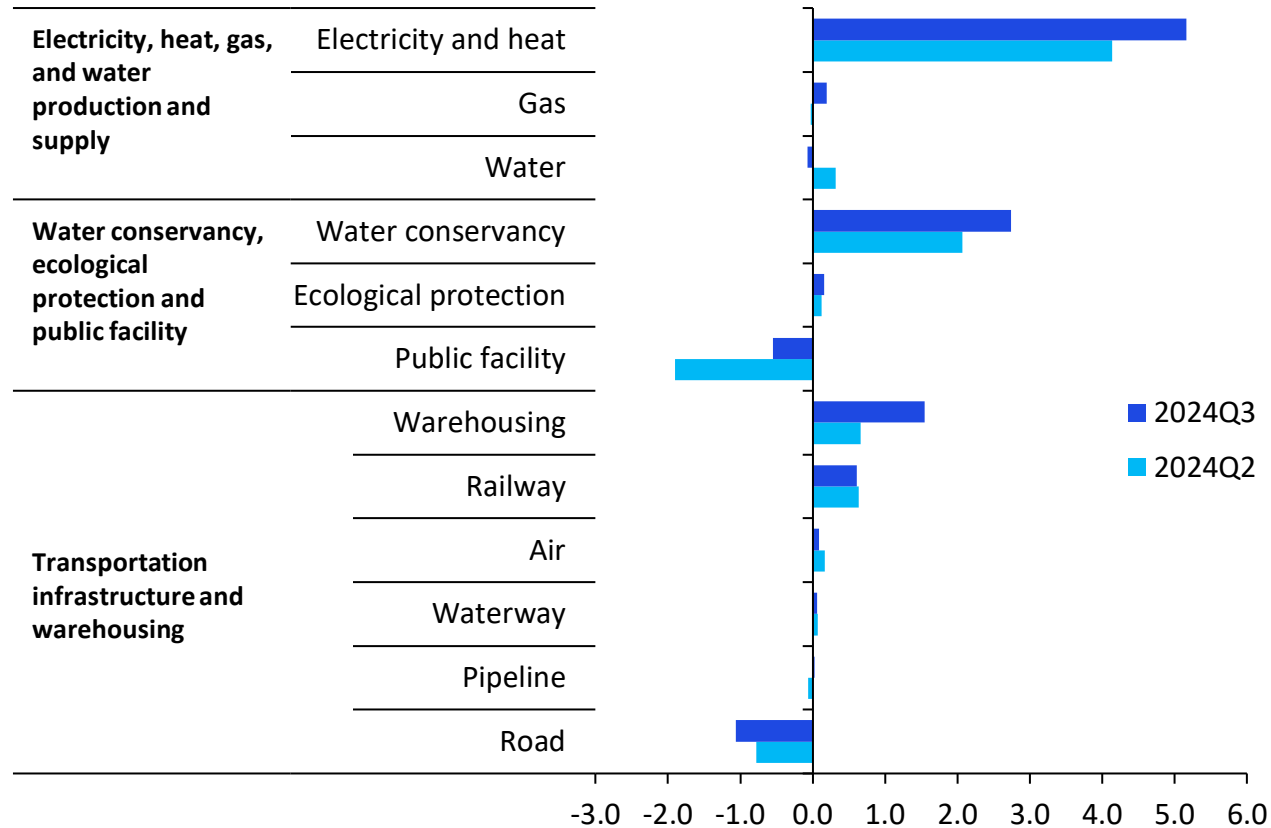 Electricity, heat, gas,
and water
production and
supply
Electricity and heat
Gas
Water
Water conservancy,
ecological
protection and
public facility
Water conservancy
Ecological protection
Public facility
Transportation
infrastructure and
warehousing
Warehousing
Railway
Air
Waterway
Pipeline
Road
2024Q3
2024Q2
-3.0 -2.0 -1.0 0.0 1.0 2.0 3.0 4.0 5.0 6.0